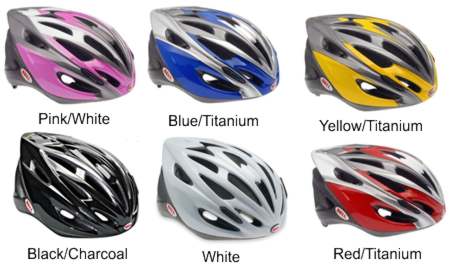 Pink/White
Blue/Titanium
Yellow/Titanium
Black/Charcoal
White
Red/Titanium